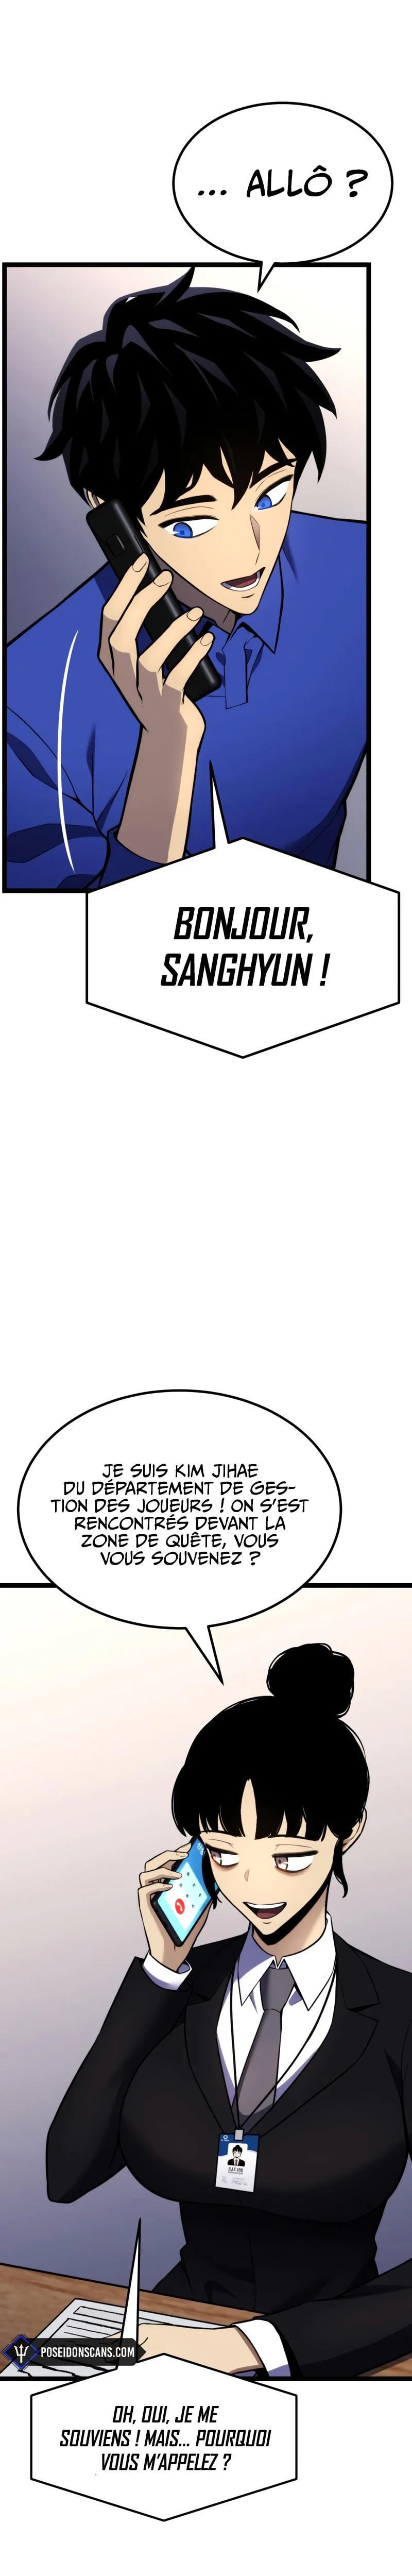 ... ALLÔ ?
BONJOUR,
SANGHYUN !
JE SUIS KIM JIHAE
DU DÉPARTEMENT DE GES-
TION DES JOUEURS ! ON S'EST
RENCONTRÉS DEVANT LA
ZONE DE QUÊTE, VOUS
VOUS SOUVENEZ ?
POSEIDONSCANS.COM
OH, OUI, JE ME
SOUVIENS ! MAIS... POURQUOI
VOUS M'APPELEZ ?